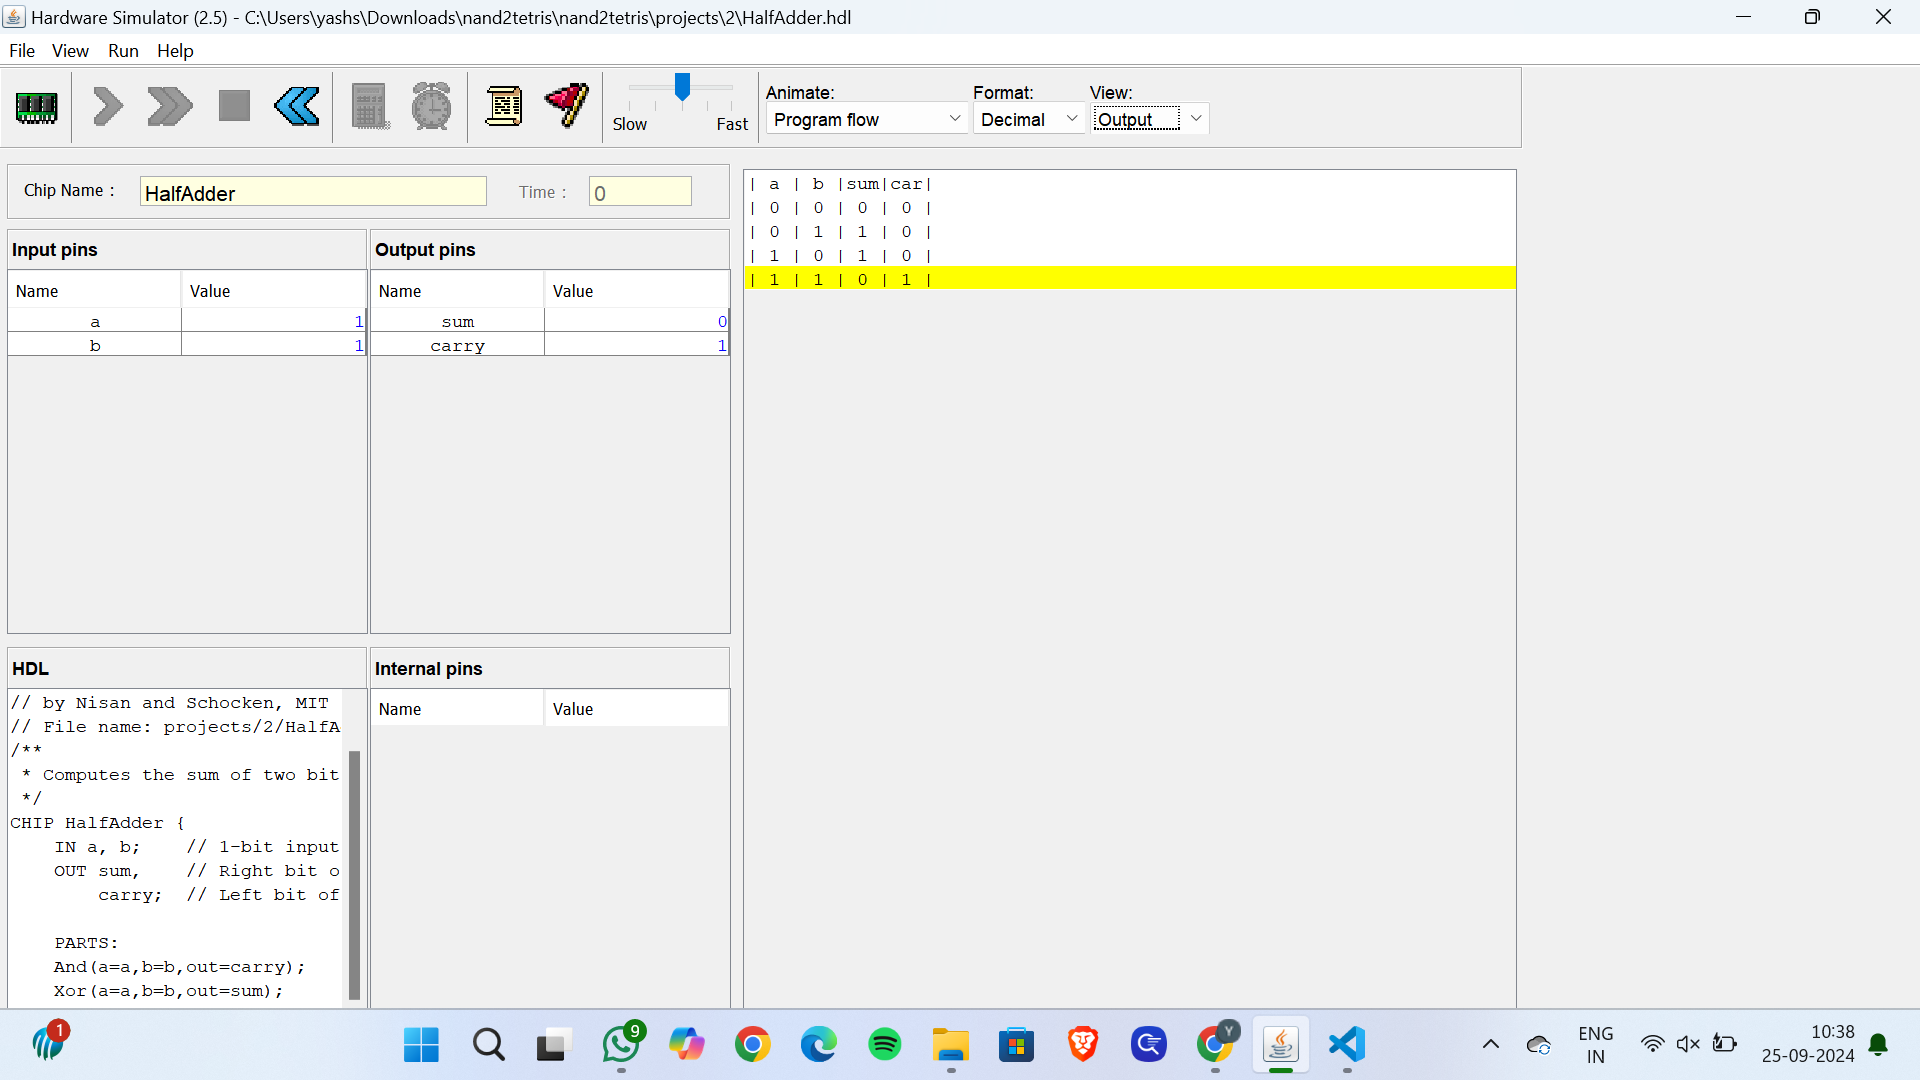 Hardware Simulator (2.5) - C:\Users\yashs\Downloads\nand2tetris\nand2tetris\projects\2\HalfAdder.hdl
File View Run Help
Slow Fast
Animate: Format: View:
Program flow Decimal Output
Chip Name : HalfAdder Time : 0
Input pins
Name Value
a 1
b 1
Output pins
Name Value
sum 0
carry 1
| a | b |sum|car|
| 0 | 0 | 0 | 0 |
| 0 | 1 | 1 | 0 |
| 1 | 0 | 1 | 0 |
| 1 | 1 | 0 | 1 |
HDL
// by Nisan and Schocken, MIT
// File name: projects/2/HalfA
/**
* Computes the sum of two bit
*/
CHIP HalfAdder {
IN a, b; // 1-bit input
OUT sum, // Right bit o
carry; // Left bit of
PARTS:
And(a=a,b=b,out=carry);
Xor(a=a,b=b,out=sum);
Internal pins
Name Value
1
9
Y
ENG
IN
10:38
25-09-2024